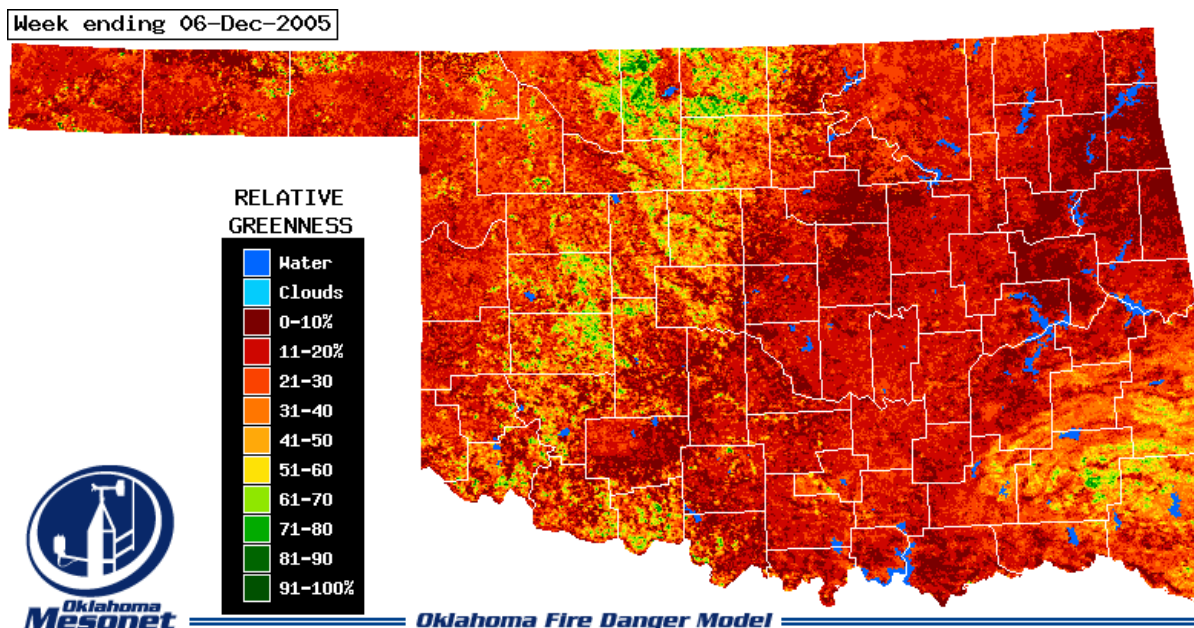 Week ending 06-Dec-2005
RELATIVE
GREENNESS
Water
Clouds
0-10%
11-20%
21-30
31-40
41-50
51-60
61-70
71-80
81-90
91-100%
Oklahoma
Mesonet
Oklahoma Fire Danger Model